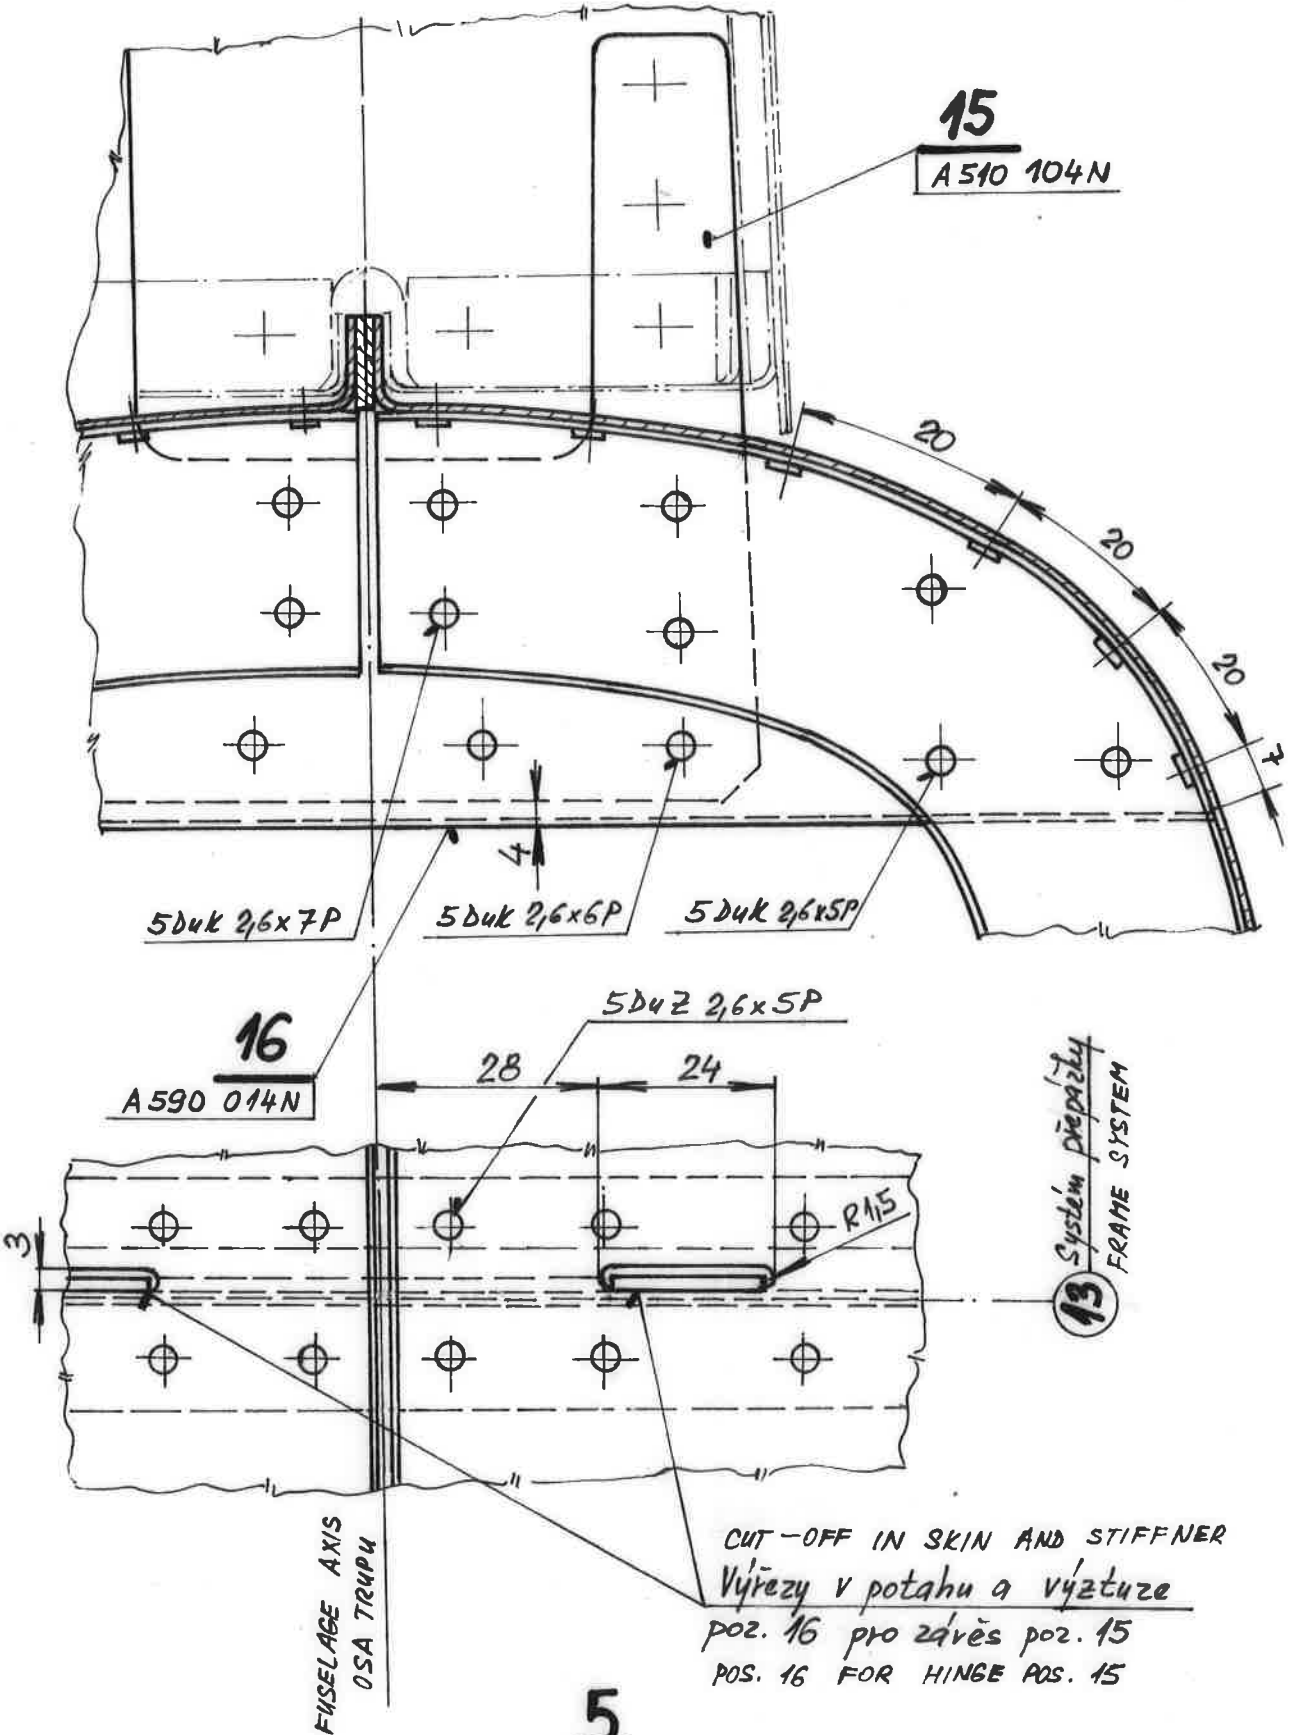 15
A 510 104N
20
20
20
7
4
5DuK 2,6x7P
5DuK 2,6x6P
5DuK 2,6x5P
16
A590 014N
5DuZ 2,6x5P
28
24
3
R1,5
Systém přepážky
FRAME SYSTEM
13
FUSELAGE AXIS
OSA TRUPU
CUT-OFF IN SKIN AND STIFFNER
Výřezy v potahu a výztuze
poz. 16 pro závěs poz. 15
POS. 16 FOR HINGE POS. 15
5